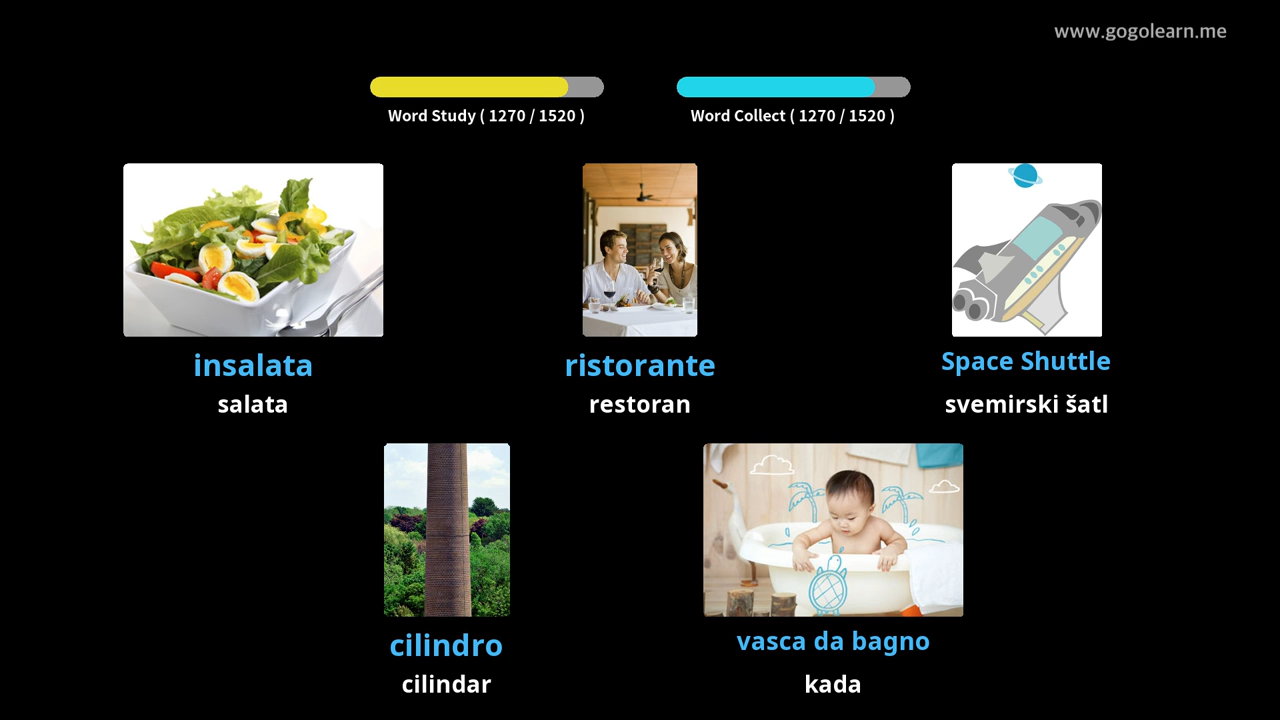 www.gogolearn.me
Word Study ( 1270 / 1520 )
Word Collect ( 1270 / 1520 )
insalata
ristorante
Space Shuttle
salata
restoran
svemirski šatl
cilindro
vasca da bagno
cilindar
kada